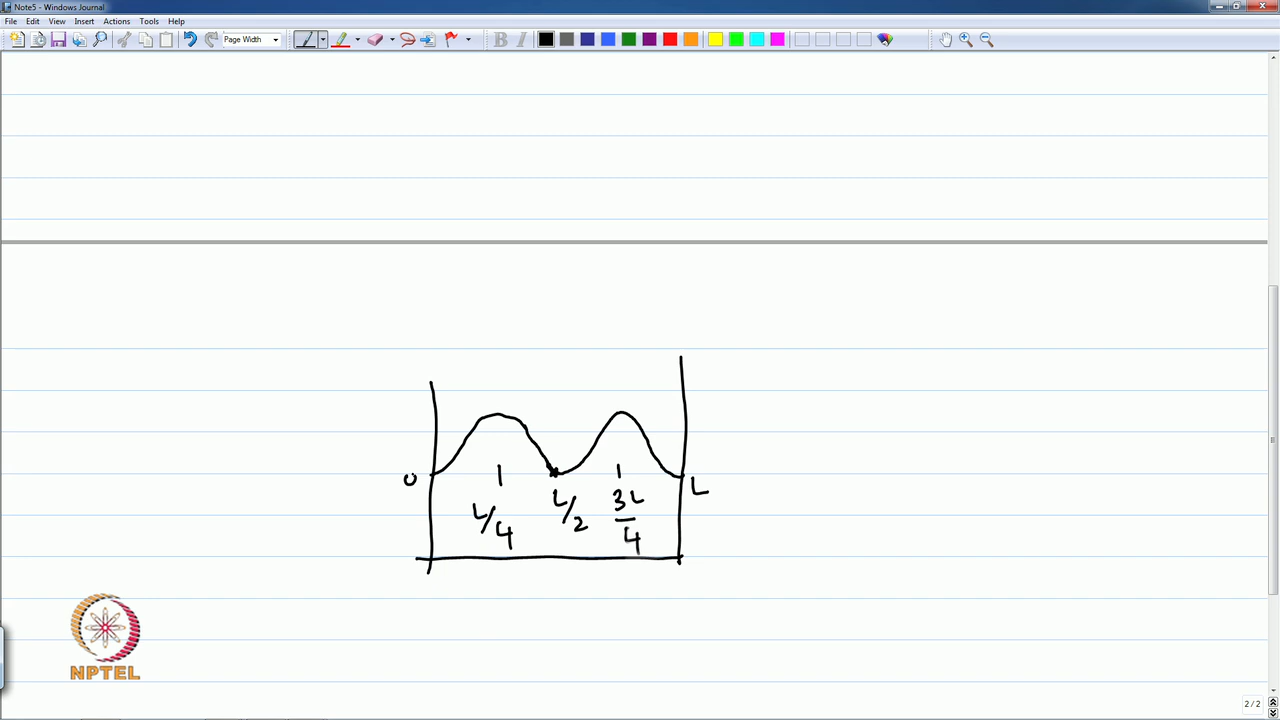 Note5 - Windows Journal
File Edit View Insert Actions Tools Help
Page Width
B I
0 L/4 L/2 3L/4 L
NPTEL
2 / 2